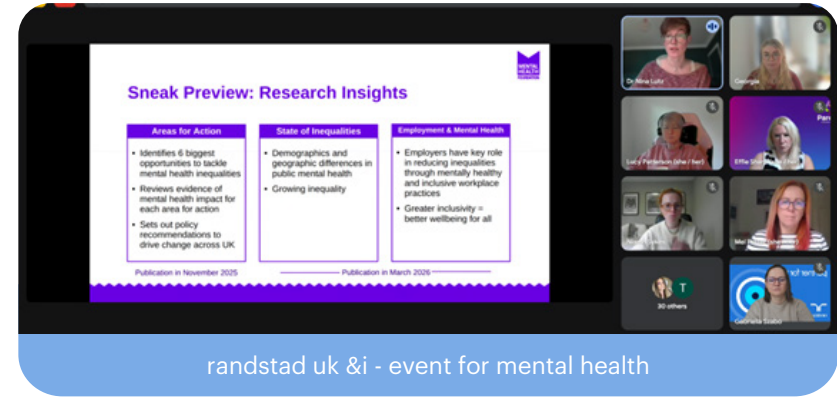 MENTAL
HEALTH
Sneak Preview: Research Insights
Areas for Action
• Identifies 6 biggest
opportunities to tackle
mental health inequalities
• Reviews evidence of
mental health impact for
each area for action
• Sets out policy
recommendations to
drive change across UK
State of Inequalities
• Demographics and
geographic differences in
public mental health
• Growing inequality
Employment & Mental Health
• Employers have key role
in reducing inequalities
through mentally healthy
and inclusive workplace
practices
• Greater inclusivity =
better wellbeing for all
Publication in November 2025
Publication in March 2026
Dr Nina Lutz
Georgia
Lucy Patterson (she / her)
Effie
Mel
T
30 others
Gabriella Szabo
randstad uk &i - event for mental health